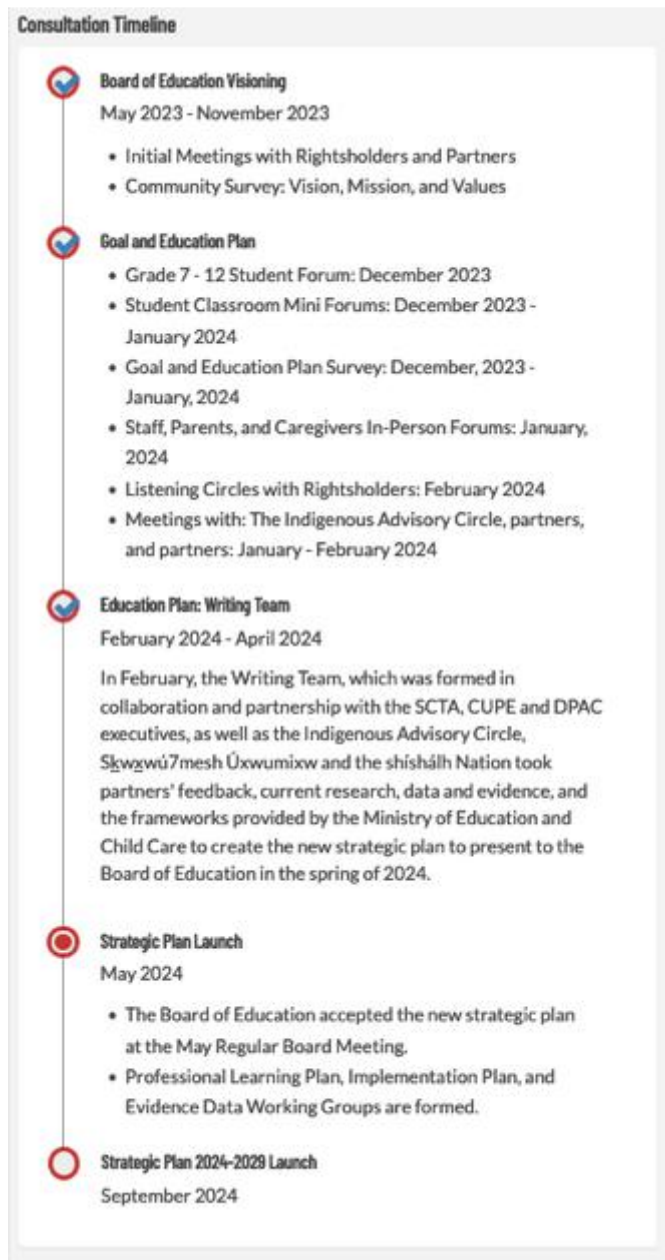 Consultation Timeline
Board of Education Visioning
May 2023 - November 2023
• Initial Meetings with Rightsholders and Partners
• Community Survey: Vision, Mission, and Values
Goal and Education Plan
• Grade 7 - 12 Student Forum: December 2023
• Student Classroom Mini Forums: December 2023 -
January 2024
• Goal and Education Plan Survey: December, 2023 -
January, 2024
• Staff, Parents, and Caregivers In-Person Forums: January,
2024
• Listening Circles with Rightsholders: February 2024
• Meetings with: The Indigenous Advisory Circle, partners,
and partners: January - February 2024
Education Plan: Writing Team
February 2024 - April 2024
In February, the Writing Team, which was formed in
collaboration and partnership with the SCTA, CUPE and DPAC
executives, as well as the Indigenous Advisory Circle,
Sḵwx̱wú7mesh Úxwumixw and the shíshálh Nation took
partners' feedback, current research, data and evidence, and
the frameworks provided by the Ministry of Education and
Child Care to create the new strategic plan to present to the
Board of Education in the spring of 2024.
Strategic Plan Launch
May 2024
• The Board of Education accepted the new strategic plan
at the May Regular Board Meeting.
• Professional Learning Plan, Implementation Plan, and
Evidence Data Working Groups are formed.
Strategic Plan 2024-2029 Launch
September 2024